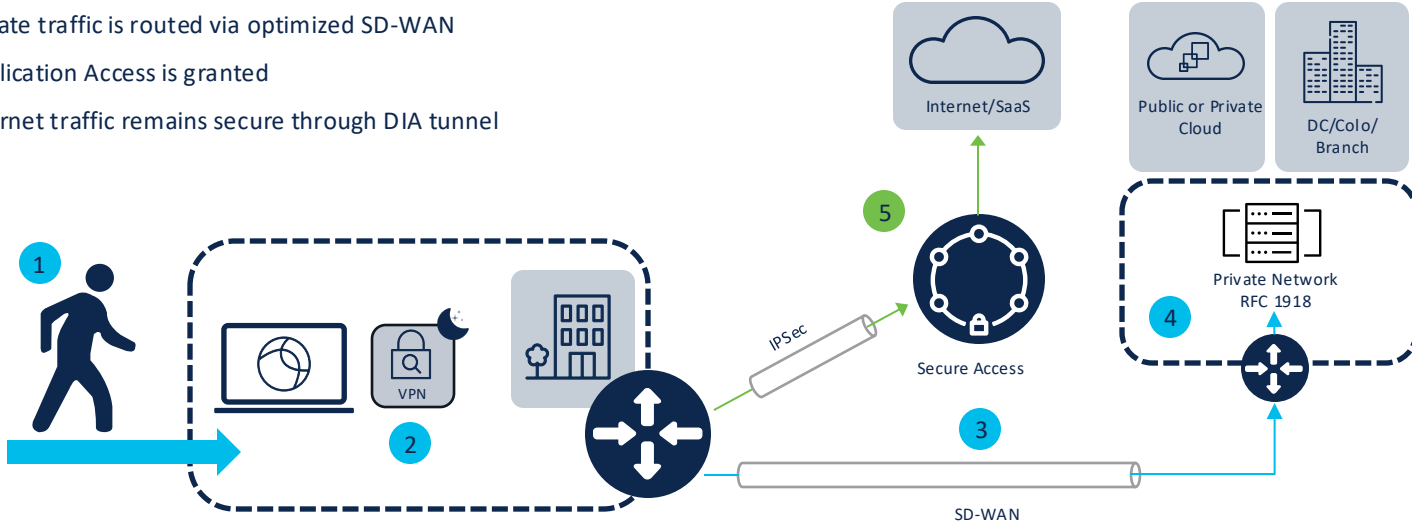 ate traffic is routed via optimized SD-WAN
lication Access is granted
rnet traffic remains secure through DIA tunnel
Internet/SaaS
Public or Private
Cloud
DC/Colo/
Branch
5
1
Private Network
RFC 1918
4
IPSec
Secure Access
VPN
2
3
SD-WAN